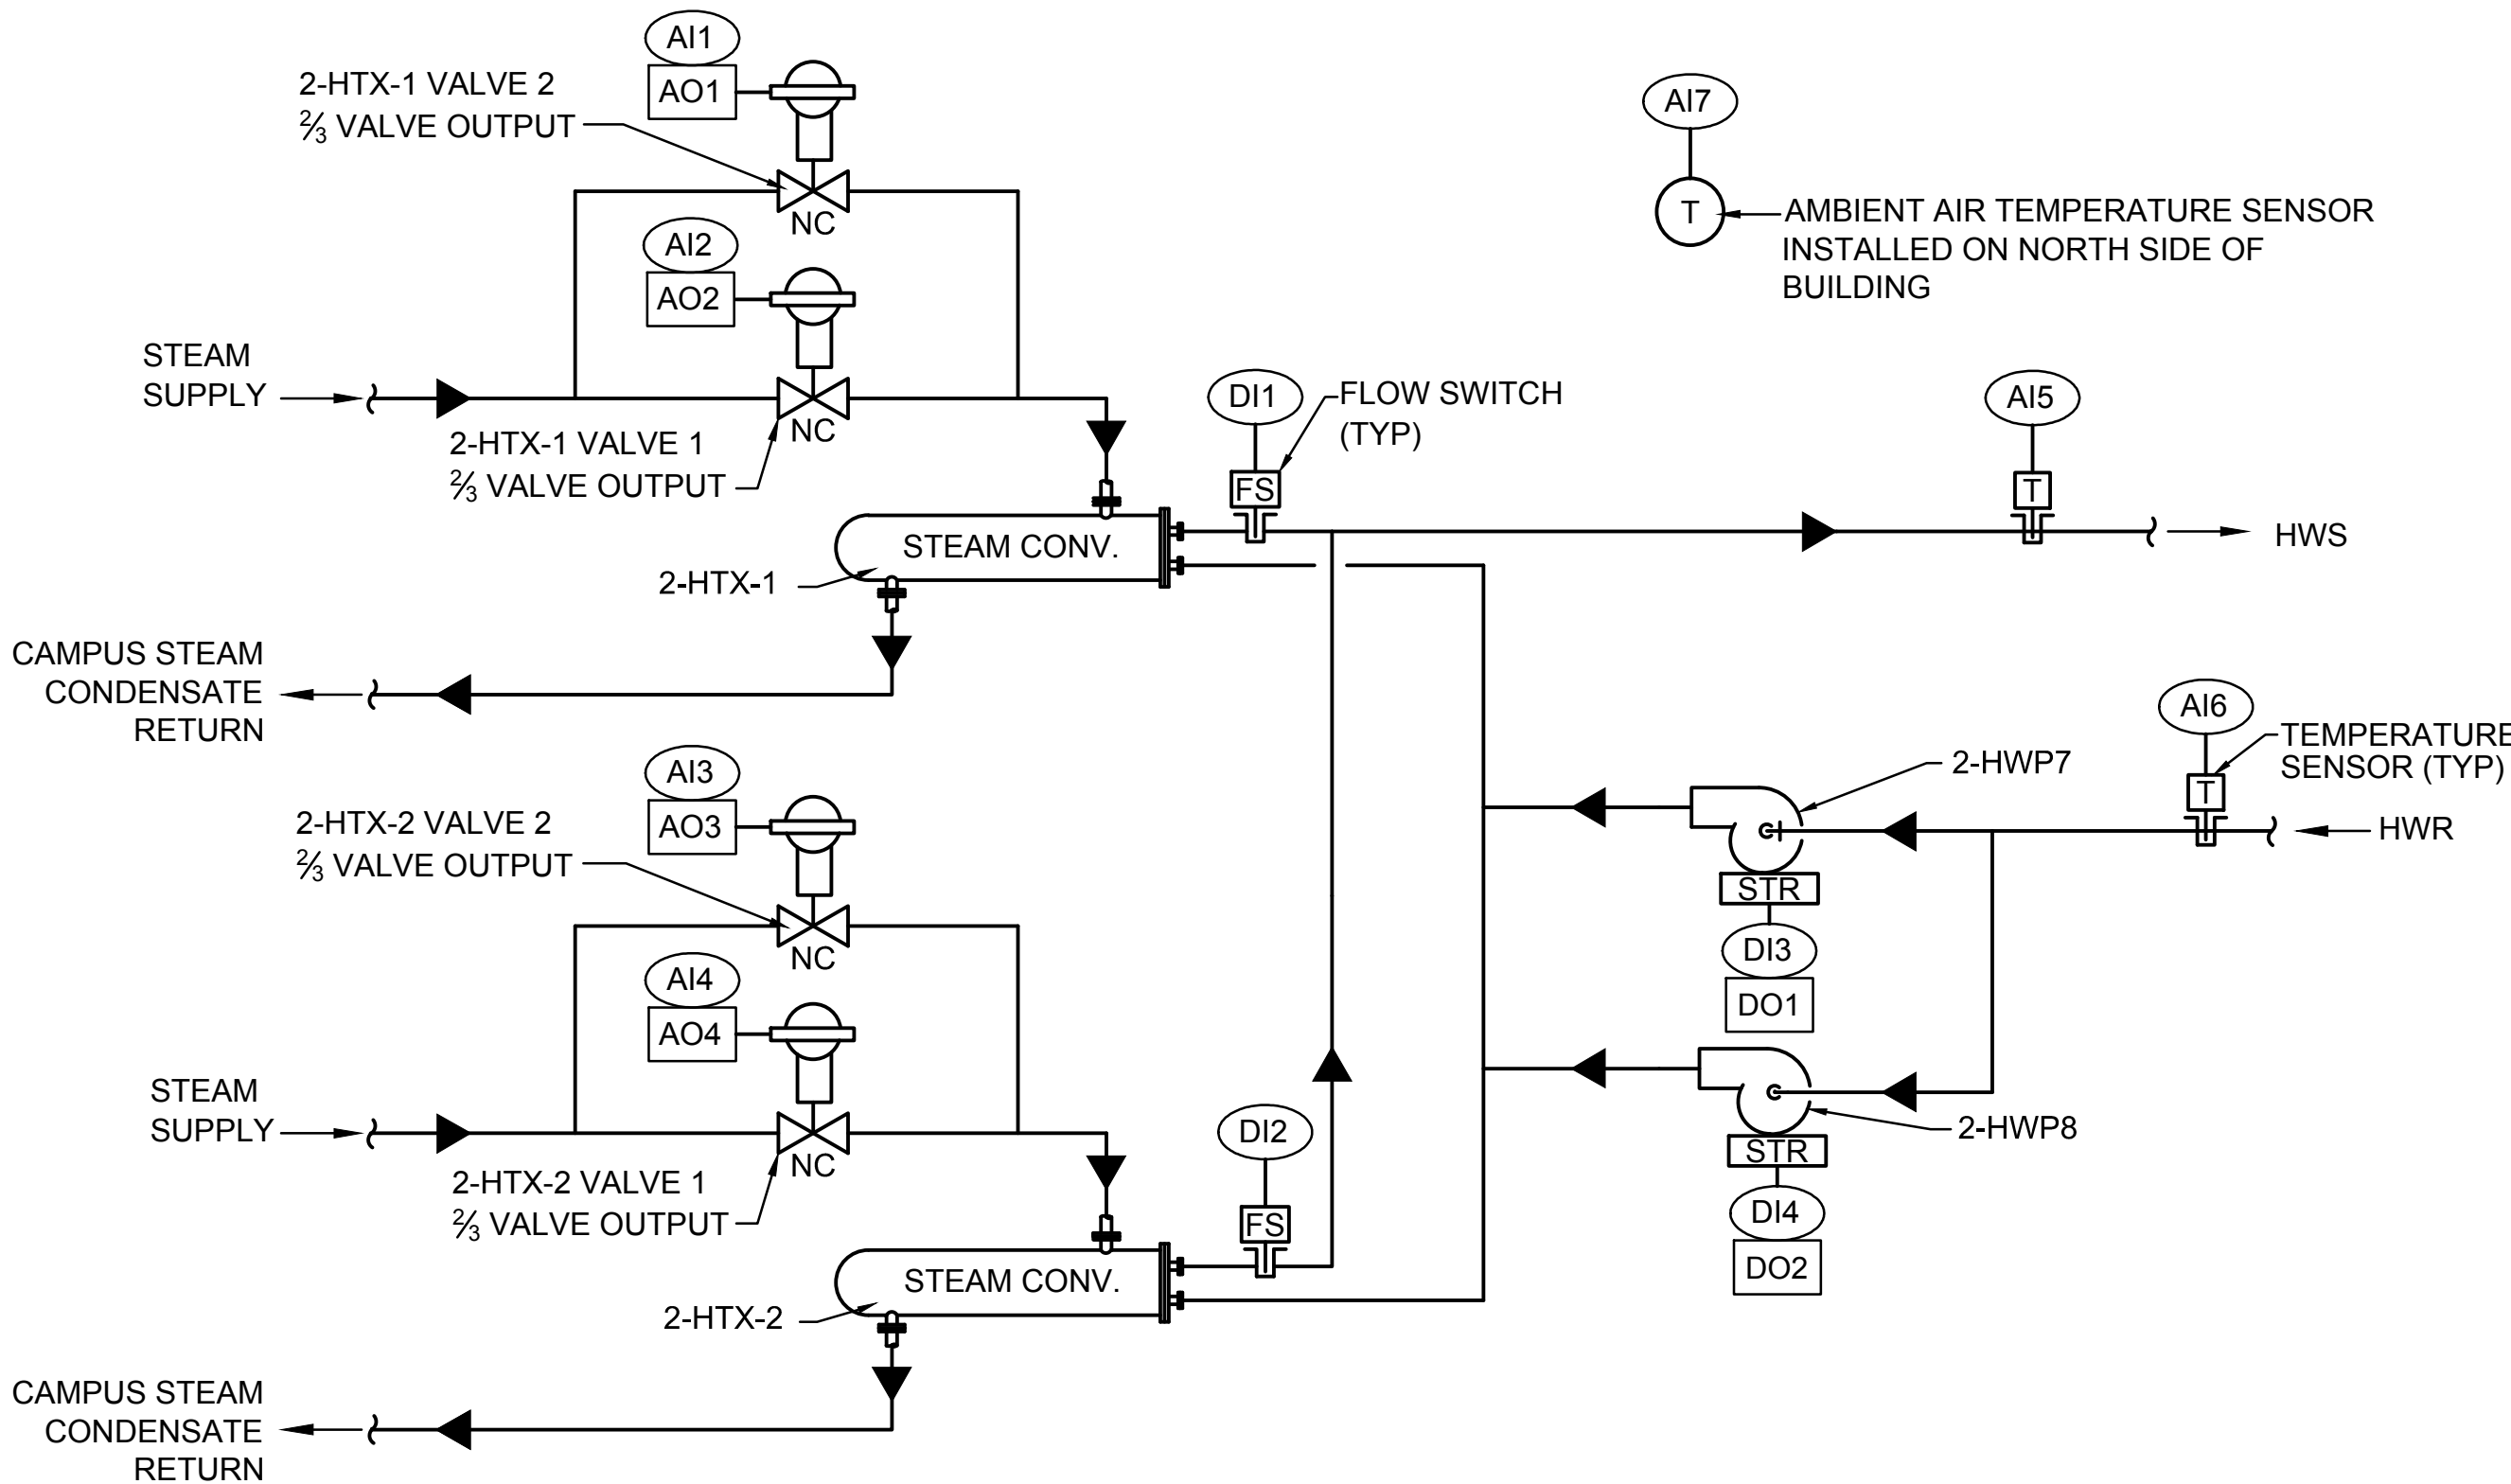 AI1
AO1
2-HTX-1 VALVE 2
⅔ VALVE OUTPUT
NC
AI2
AO2
NC
STEAM
SUPPLY
2-HTX-1 VALVE 1
⅔ VALVE OUTPUT
AI7
T
AMBIENT AIR TEMPERATURE SENSOR
INSTALLED ON NORTH SIDE OF
BUILDING
DI1
FS
FLOW SWITCH
(TYP)
AI5
T
HWS
STEAM CONV.
2-HTX-1
CAMPUS STEAM
CONDENSATE
RETURN
AI6
T
TEMPERATURE
SENSOR (TYP)
HWR
2-HWP7
STR
DI3
DO1
AI3
AO3
2-HTX-2 VALVE 2
⅔ VALVE OUTPUT
NC
AI4
AO4
NC
STEAM
SUPPLY
2-HTX-2 VALVE 1
⅔ VALVE OUTPUT
DI2
FS
2-HWP8
STR
DI4
DO2
STEAM CONV.
2-HTX-2
CAMPUS STEAM
CONDENSATE
RETURN